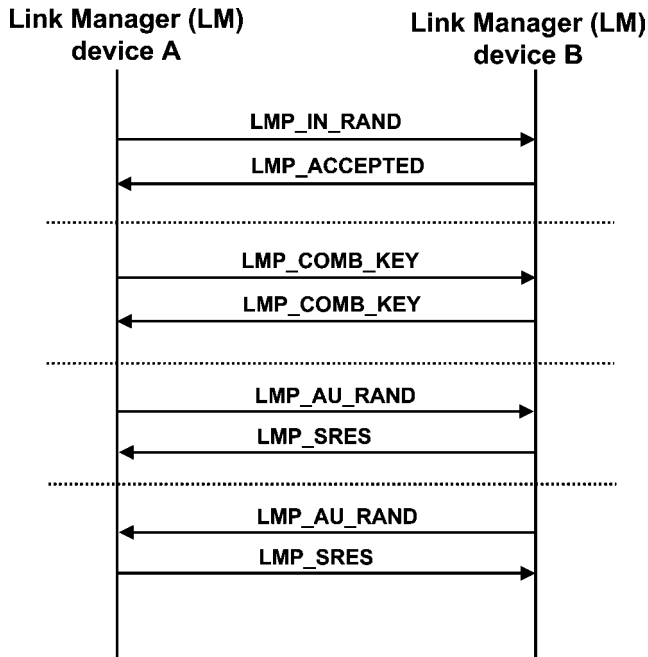 Link Manager (LM)
device A
Link Manager (LM)
device B
LMP_IN_RAND
LMP_ACCEPTED
LMP_COMB_KEY
LMP_COMB_KEY
LMP_AU_RAND
LMP_SRES
LMP_AU_RAND
LMP_SRES